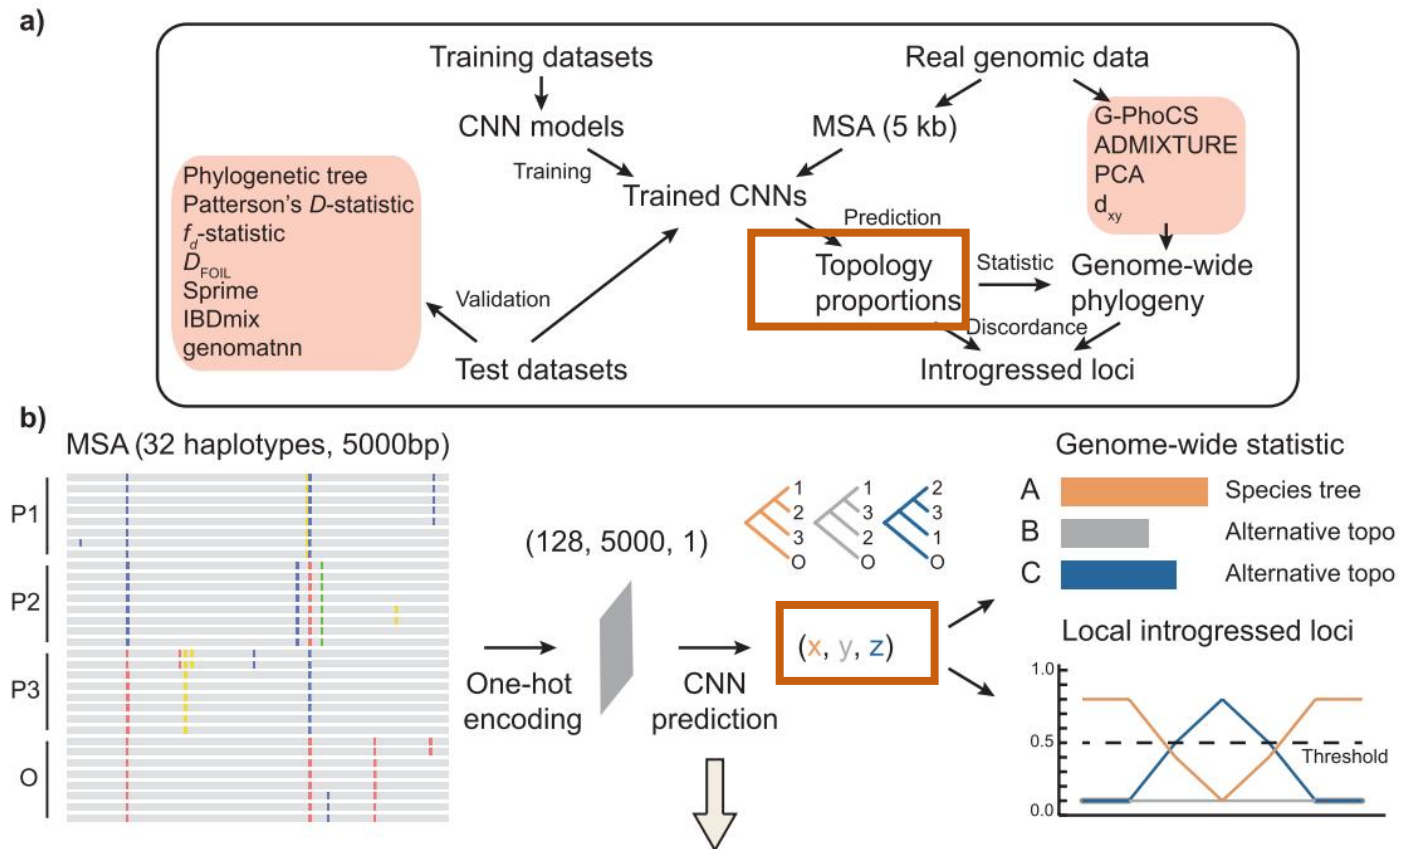 a)
Training datasets
Real genomic data
CNN models
MSA (5 kb)
G-PhoCS
ADMIXTURE
PCA
dxy
Training
Phylogenetic tree
Patterson's D-statistic
fd-statistic
DFOIL
Sprime
IBDmix
genomatnn
Trained CNNs
Prediction
Topology
proportions
Statistic
Genome-wide
phylogeny
Validation
Discordance
Test datasets
Introgressed loci
b)
MSA (32 haplotypes, 5000bp)
P1
P2
P3
O
One-hot
encoding
(128, 5000, 1)
CNN
prediction
1
2
3
O
1
3
2
O
2
3
1
O
(x, y, z)
Genome-wide statistic
A Species tree
B Alternative topo
C Alternative topo
Local introgressed loci
1.0
0.5
0.0
Threshold